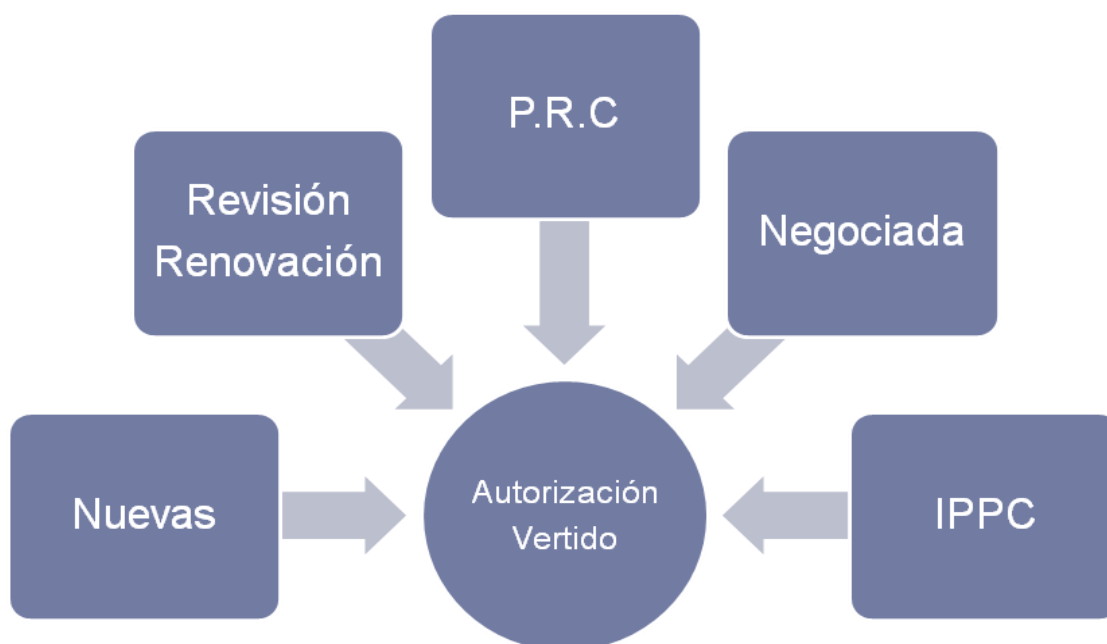 P.R.C
Revisión
Renovación
Negociada
Nuevas
Autorización
Vertido
IPPC